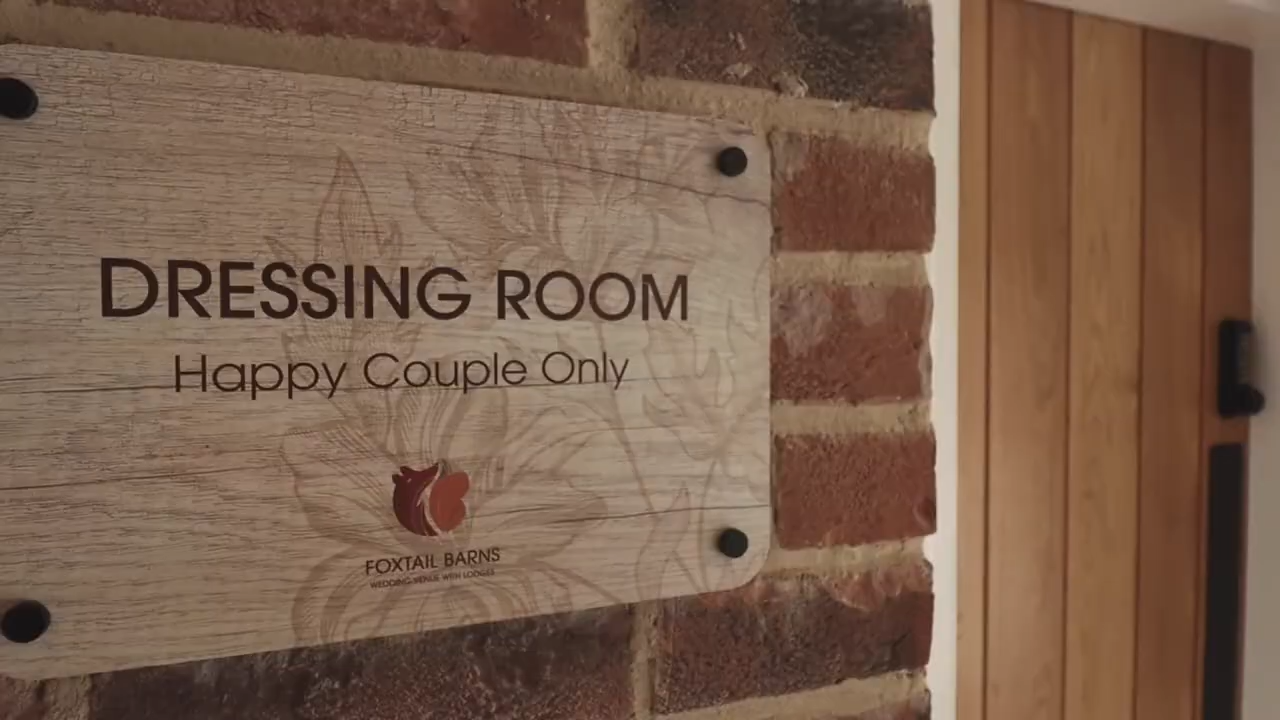 DRESSING ROOM
Happy Couple Only
FOXTAIL BARNS
WEDDING VENUE WITH LODGES